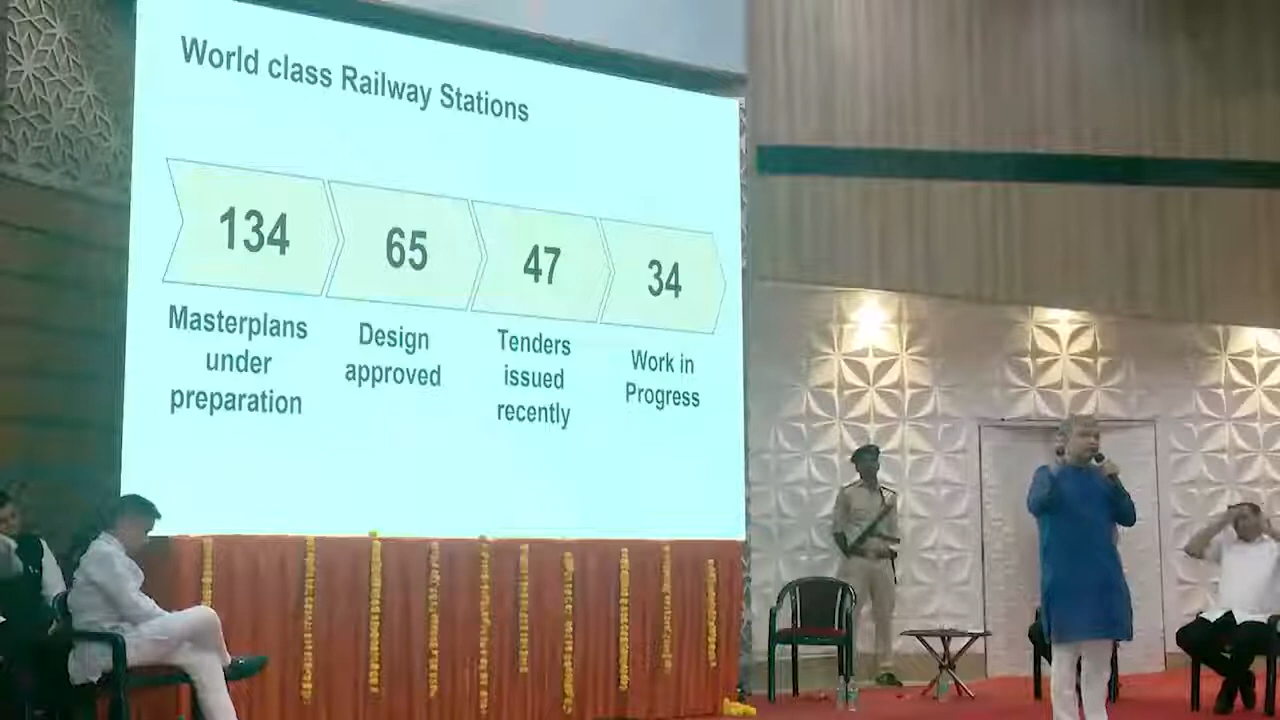 World class Railway Stations
134
65
47
34
Masterplans
under
preparation
Design
approved
Tenders
issued
recently
Work in
Progress